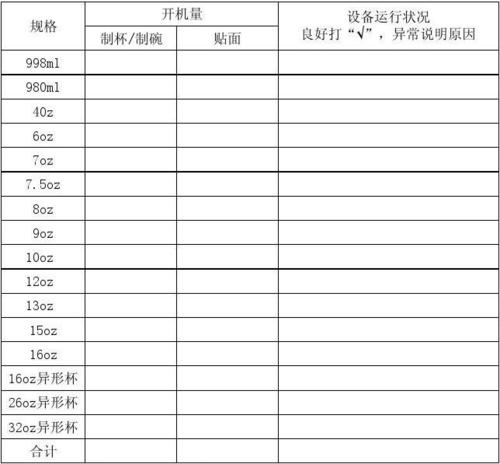 规格
开机量
制杯/制碗
贴面
设备运行状况
良好打“√”，异常说明原因
998ml
980ml
40z
6oz
7oz
7.5oz
8oz
9oz
10oz
12oz
13oz
15oz
16oz
16oz异形杯
26oz异形杯
32oz异形杯
合计